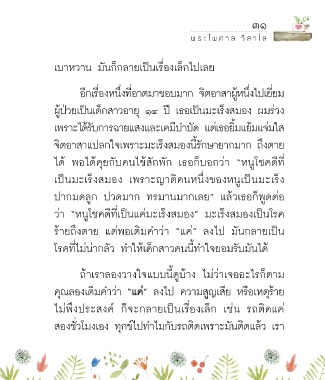 ๓๑
พระไพศาล วิสาโล
เบาหวาน มันก็กลายเป็นเรื่องเล็กไปเลย
อีกเรื่องหนึ่งที่อาตมาชอบมาก จิตอาสาผู้หนึ่งไปเยี่ยม
ผู้ป่วยเป็นเด็กสาวอายุ ๑๔ ปี เธอเป็นมะเร็งสมอง ผมร่วง
เพราะได้รับการฉายแสงและเคมีบำบัด แต่เธอยิ้มแย้มแจ่มใส
จิตอาสาแปลกใจเพราะมะเร็งสมองนี้รักษายากมาก ถึงตาย
ได้ พอได้คุยกับคนไข้สักพัก เธอก็บอกว่า “หนูโชคดีที่
เป็นมะเร็งสมอง เพราะญาติคนหนึ่งของหนูเป็นมะเร็ง
ปากมดลูก ปวดมาก ทรมานมากเลย” แล้วเธอก็พูดต่อ
ว่า “หนูโชคดีที่เป็นแค่มะเร็งสมอง” มะเร็งสมองเป็นโรค
ร้ายถึงตาย แต่พอเติมคำว่า “แค่” ลงไป มันกลายเป็น
โรคที่ไม่น่ากลัว ทำให้เด็กสาวคนนี้ทำใจยอมรับมันได้
ถ้าเราลองวางใจแบบนี้ดูบ้าง ไม่ว่าเจออะไรก็ตาม
คุณลองเติมคำว่า “แค่” ลงไป ความสูญเสีย หรือเหตุร้าย
ไม่พึงประสงค์ ก็จะกลายเป็นเรื่องเล็ก เช่น รถติดแค่
สองชั่วโมงเอง ทุกข์ไปทำไมกับรถติดเพราะมันติดแล้ว เรา